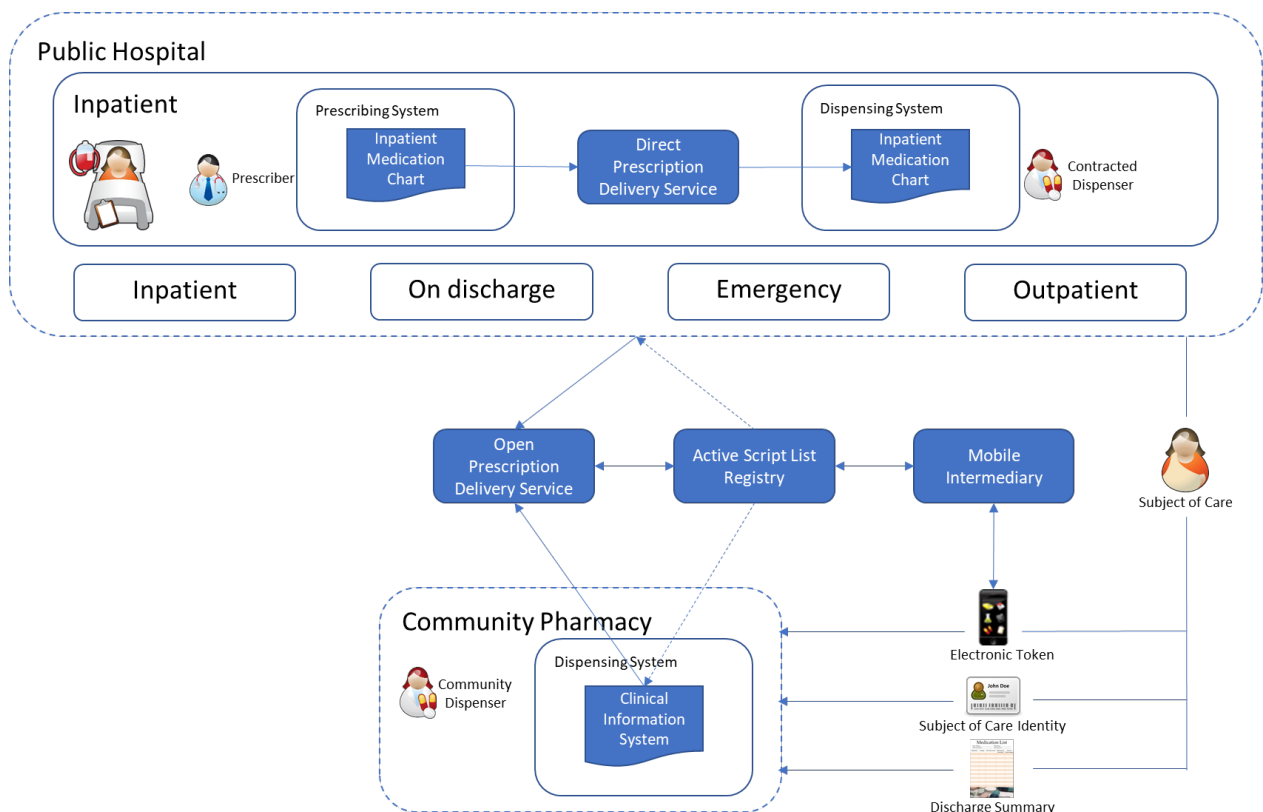 Public Hospital
Inpatient
Prescriber
Prescribing System
Inpatient
Medication
Chart
Direct
Prescription
Delivery Service
Dispensing System
Inpatient
Medication
Chart
Contracted
Dispenser
Inpatient
On discharge
Emergency
Outpatient
Open
Prescription
Delivery Service
Active Script List
Registry
Mobile
Intermediary
Subject of Care
Community Pharmacy
Community
Dispenser
Dispensing System
Clinical
Information
System
Electronic Token
John Doe
Subject of Care Identity
Medication List
Discharge Summary